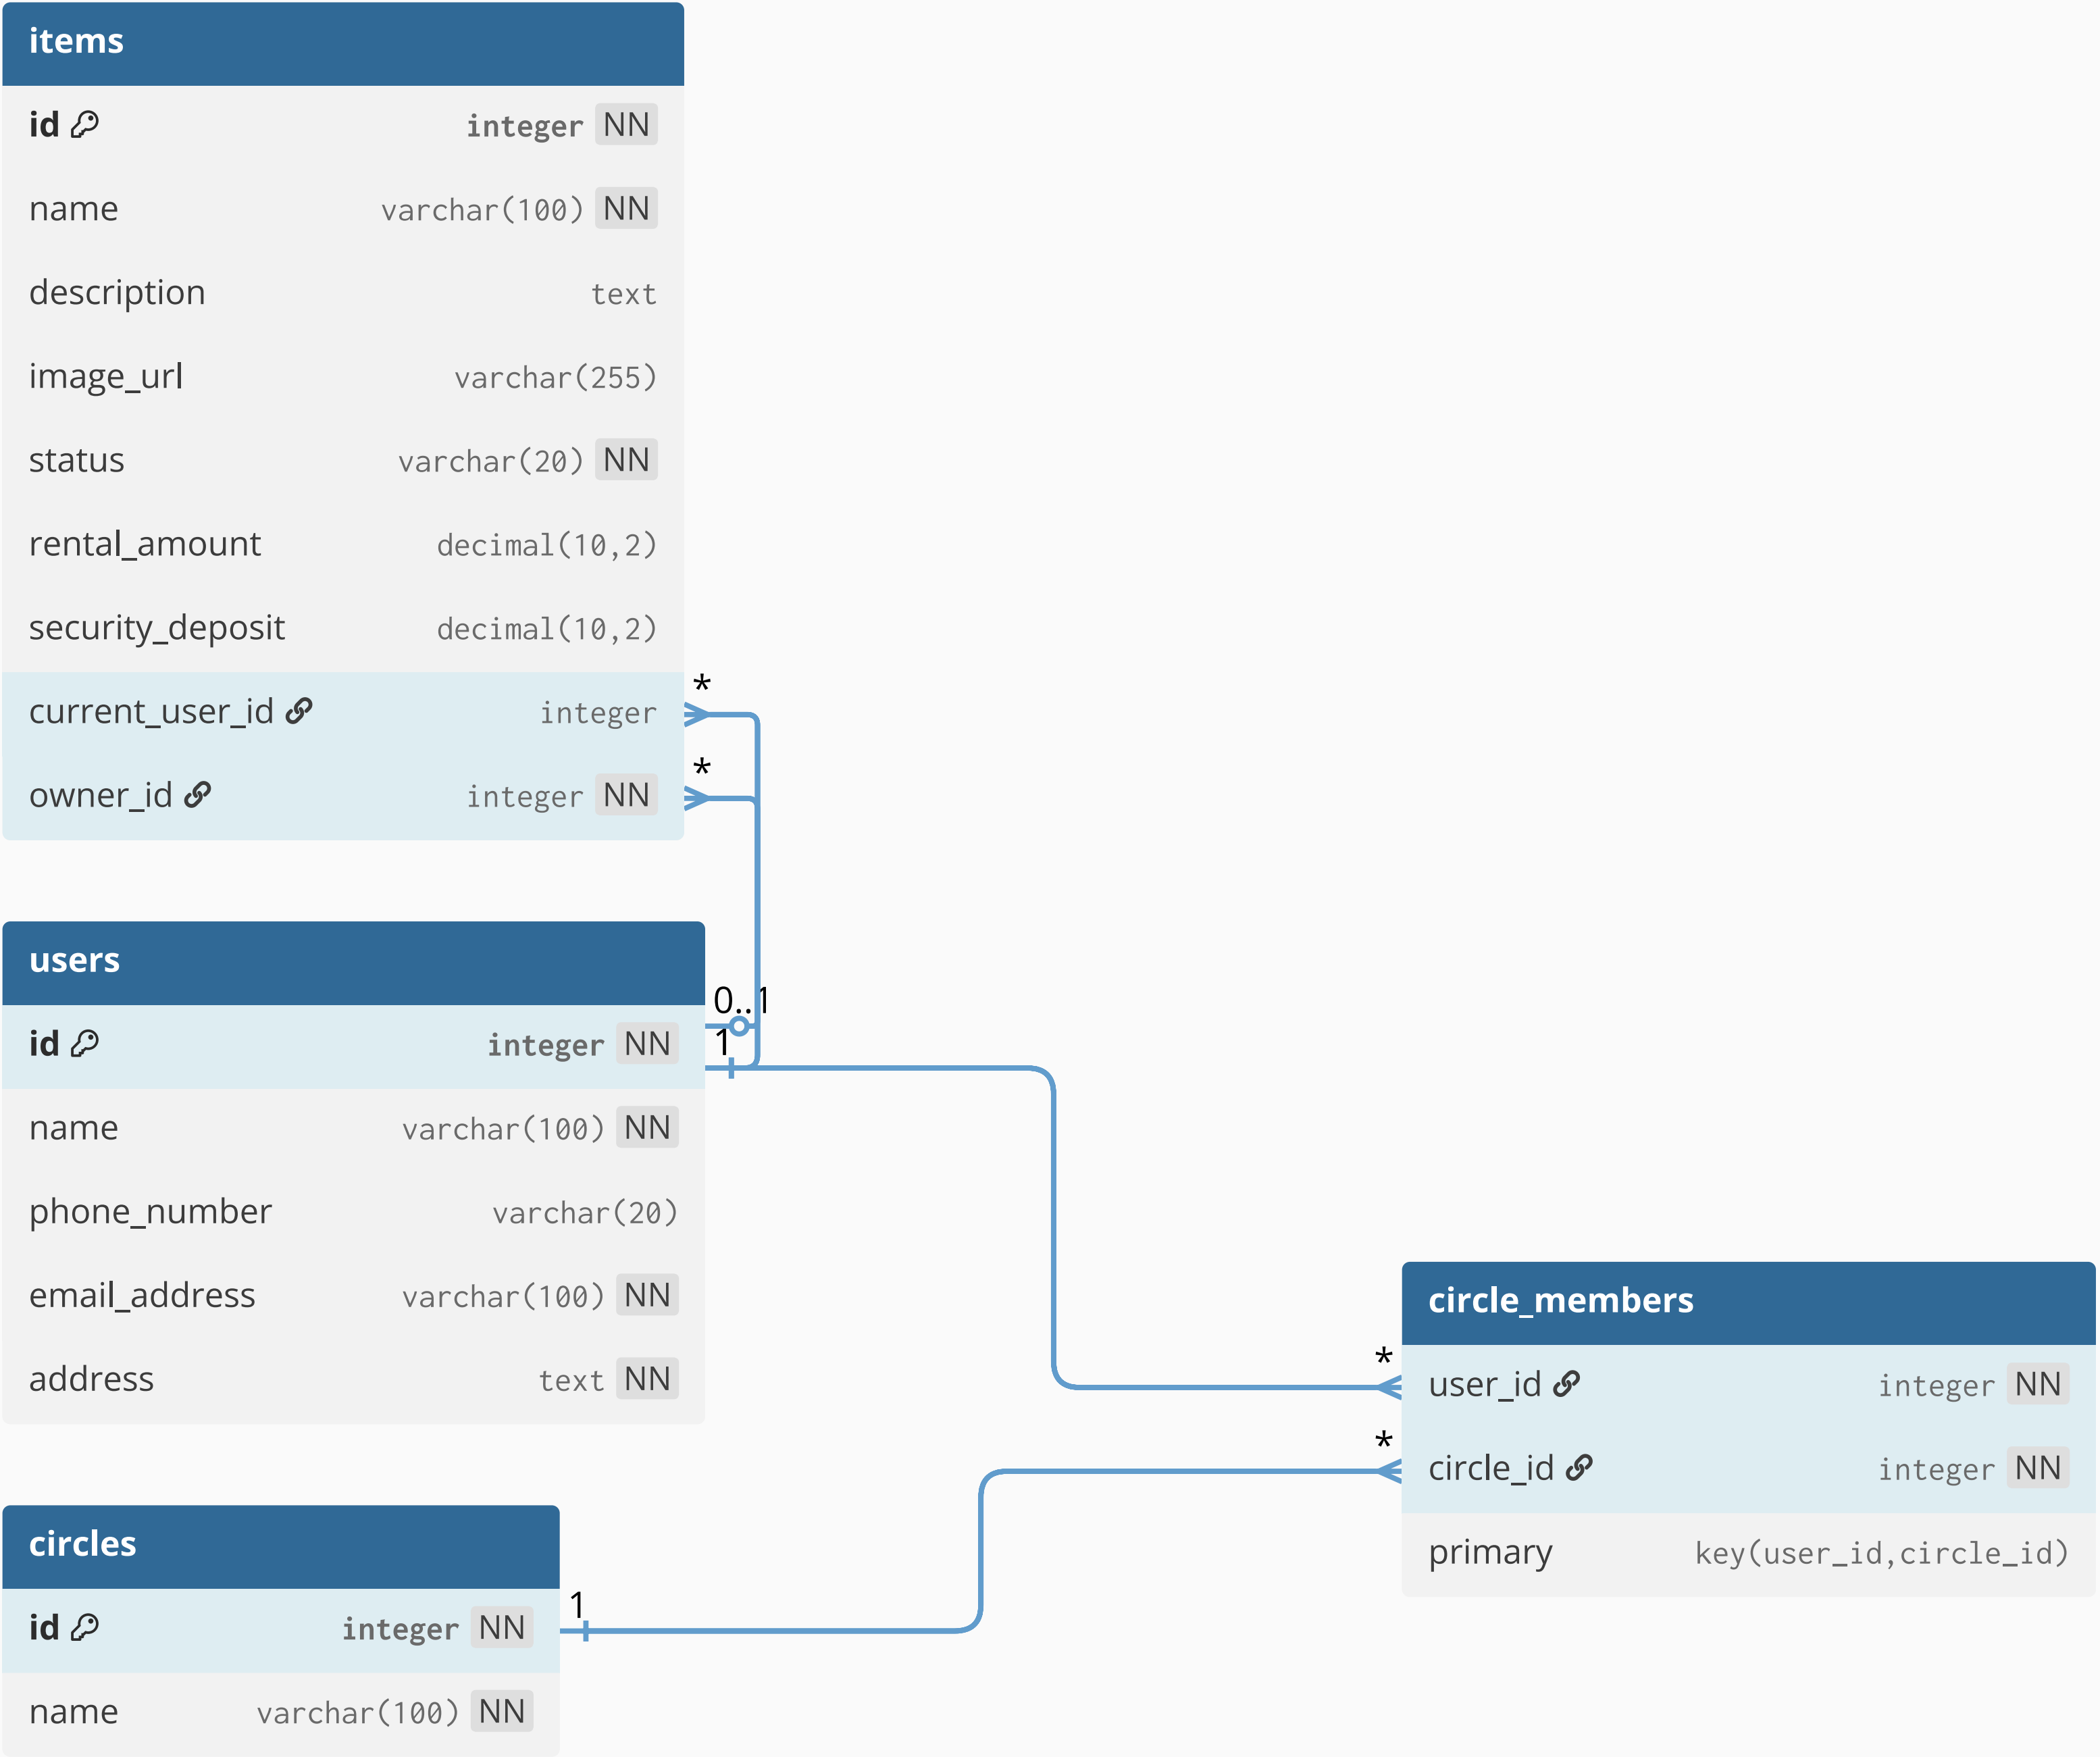 items
id integer NN
name varchar(100) NN
description text
image_url varchar(255)
status varchar(20) NN
rental_amount decimal(10,2)
security_deposit decimal(10,2)
current_user_id integer *
owner_id integer NN *
users
0..1
id integer NN 1
name varchar(100) NN
phone_number varchar(20)
email_address varchar(100) NN
address text NN
circle_members
* user_id integer NN
* circle_id integer NN
primary key(user_id,circle_id)
circles
id integer NN 1
name varchar(100) NN